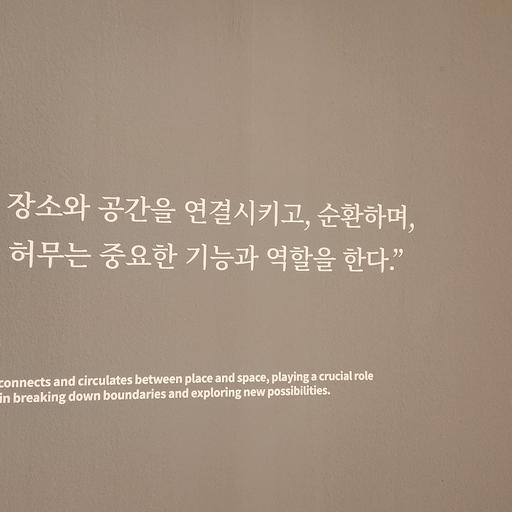 장소와 공간을 연결시키고, 순환하며,
허무는 중요한 기능과 역할을 한다.”
connects and circulates between place and space, playing a crucial role
in breaking down boundaries and exploring new possibilities.